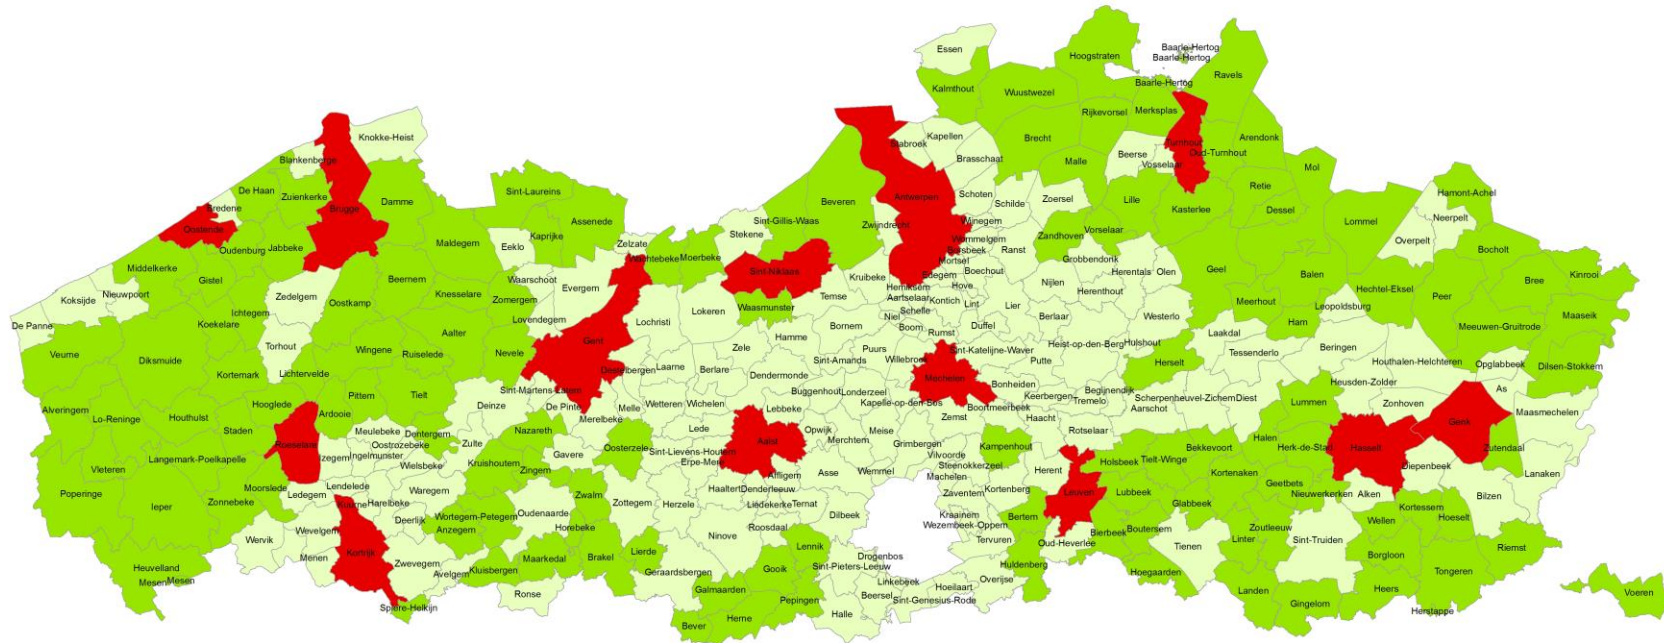 Essen
Hoogstraten
Baarle-Hertog
Baarle-Hertog
Ravels
Kalmthout
Wuustwezel
Baarle-Hertog
Rijkevorsel
Merksplas
Knokke-Heist
Stabroek
Kapellen
Brecht
Turnhout
Arendonk
Blankenberge
Brasschaat
Malle
Beerse
Vosselaar
Oud-Turnhout
Mol
De Haan
Zuienkerke
Sint-Laureins
Beveren
Antwerpen
Schoten
Schilde
Zoersel
Lille
Retie
Hamont-Achel
Bredene
Brugge
Damme
Assenede
Sint-Gillis-Waas
Zwijndrecht
Kasterlee
Dessel
Lommel
Neerpelt
Oostende
Kaprijke
Stekene
Wijnegem
Vorselaar
Oudenburg
Jabbeke
Maldegem
Eeklo
Zelzate
Wommelgem
Zandhoven
Overpelt
Bocholt
Wachtebeke
Moerbeke
Borsbeek
Ranst
Grobbendonk
Middelkerke
Gistel
Beernem
Waarschoot
Sint-Niklaas
Kruibeke
Mortsel
Edegem
Boechout
Herentals
Olen
Geel
Balen
Hechtel-Eksel
Kinrooi
Bree
Koksijde
Nieuwpoort
Zedelgem
Knesselare
Evergem
Hemiksem
Hove
Nijlen
Herenthout
Peer
Oostkamp
Zomergem
Temse
Aartselaar
Kontich
Lint
Lier
Meerhout
Leopoldsburg
Ichtegem
Waasmunster
Schelle
Niel
Westerlo
Maaseik
De Panne
Koekelare
Lovendegem
Lochristi
Lokeren
Bornem
Boom
Rumst
Duffel
Berlaar
Ham
Meeuwen-Gruitrode
Torhout
Aalter
Hamme
Laakdal
Veurne
Diksmuide
Wingene
Ruiselede
Nevele
Gent
Zele
Puurs
Willebroek
Sint-Katelijne-Waver
Heist-op-den-Berg
Hulshout
Tessenderlo
Beringen
Kortemark
Lichtervelde
Destelbergen
Laarne
Berlare
Dendermonde
Sint-Amands
Mechelen
Putte
Herselt
Houthalen-Helchteren
Opglabbeek
Dilsen-Stokkem
Pittem
Tielt
Sint-Martens-Latem
Buggenhout
Londerzeel
Bonheiden
Begijnendijk
Heusden-Zolder
As
Alveringem
Lo-Reninge
Houthulst
Hooglede
Ardooie
Deinze
De Pinte
Melle
Wetteren
Wichelen
Lebbeke
Kapelle-op-den-Bos
Boortmeerbeek
Keerbergen
Tremelo
Scherpenheuvel-Zichem
Diest
Lummen
Zonhoven
Maasmechelen
Merelbeke
Zemst
Haacht
Aarschot
Staden
Meulebeke
Dentergem
Nazareth
Lede
Aalst
Opwijk
Merchtem
Meise
Grimbergen
Rotselaar
Halen
Genk
Roeselare
Oostrozebeke
Zulte
Oosterzele
Sint-Lievens-Houtem
Vilvoorde
Kampenhout
Bekkevoort
Herk-de-Stad
Hasselt
Zutendaal
Vleteren
Langemark-Poelkapelle
Izegem
Ingelmunster
Wielsbeke
Kruishoutem
Gavere
Erpe-Mere
Affligem
Asse
Wemmel
Steenokkerzeel
Herent
Holsbeek
Tielt-Winge
Kortenaken
Diepenbeek
Lanaken
Poperinge
Ieper
Zonnebeke
Moorslede
Ledegem
Lendelede
Waregem
Zingem
Zwalm
Zottegem
Herzele
Haaltert
Denderleeuw
Machelen
Zaventem
Kortenberg
Leuven
Lubbeek
Glabbeek
Geetbets
Nieuwerkerken
Alken
Bilzen
Kuurne
Harelbeke
Deerlijk
Wortegem-Petegem
Anzegem
Oudenaarde
Horebeke
Liedekerke
Ternat
Dilbeek
Kraainem
Wezembeek-Oppem
Bertem
Bierbeek
Boutersem
Zoutleeuw
Linter
Kortessem
Wellen
Hoeselt
Wervik
Wevelgem
Menen
Kortrijk
Zwevegem
Maarkedal
Brakel
Lierde
Ninove
Roosdaal
Lennik
Tervuren
Oud-Heverlee
Tienen
Sint-Truiden
Borgloon
Riemst
Heuvelland
Mesen
Mesen
Avelgem
Kluisbergen
Geraardsbergen
Gooik
Sint-Pieters-Leeuw
Drogenbos
Huldenberg
Hoegaarden
Tongeren
Ronse
Galmaarden
Pepingen
Linkebeek
Beersel
Hoeilaart
Overijse
Landen
Heers
Voeren
Spiere-Helkijn
Bever
Herne
Halle
Sint-Genesius-Rode
Gingelom
Herstappe